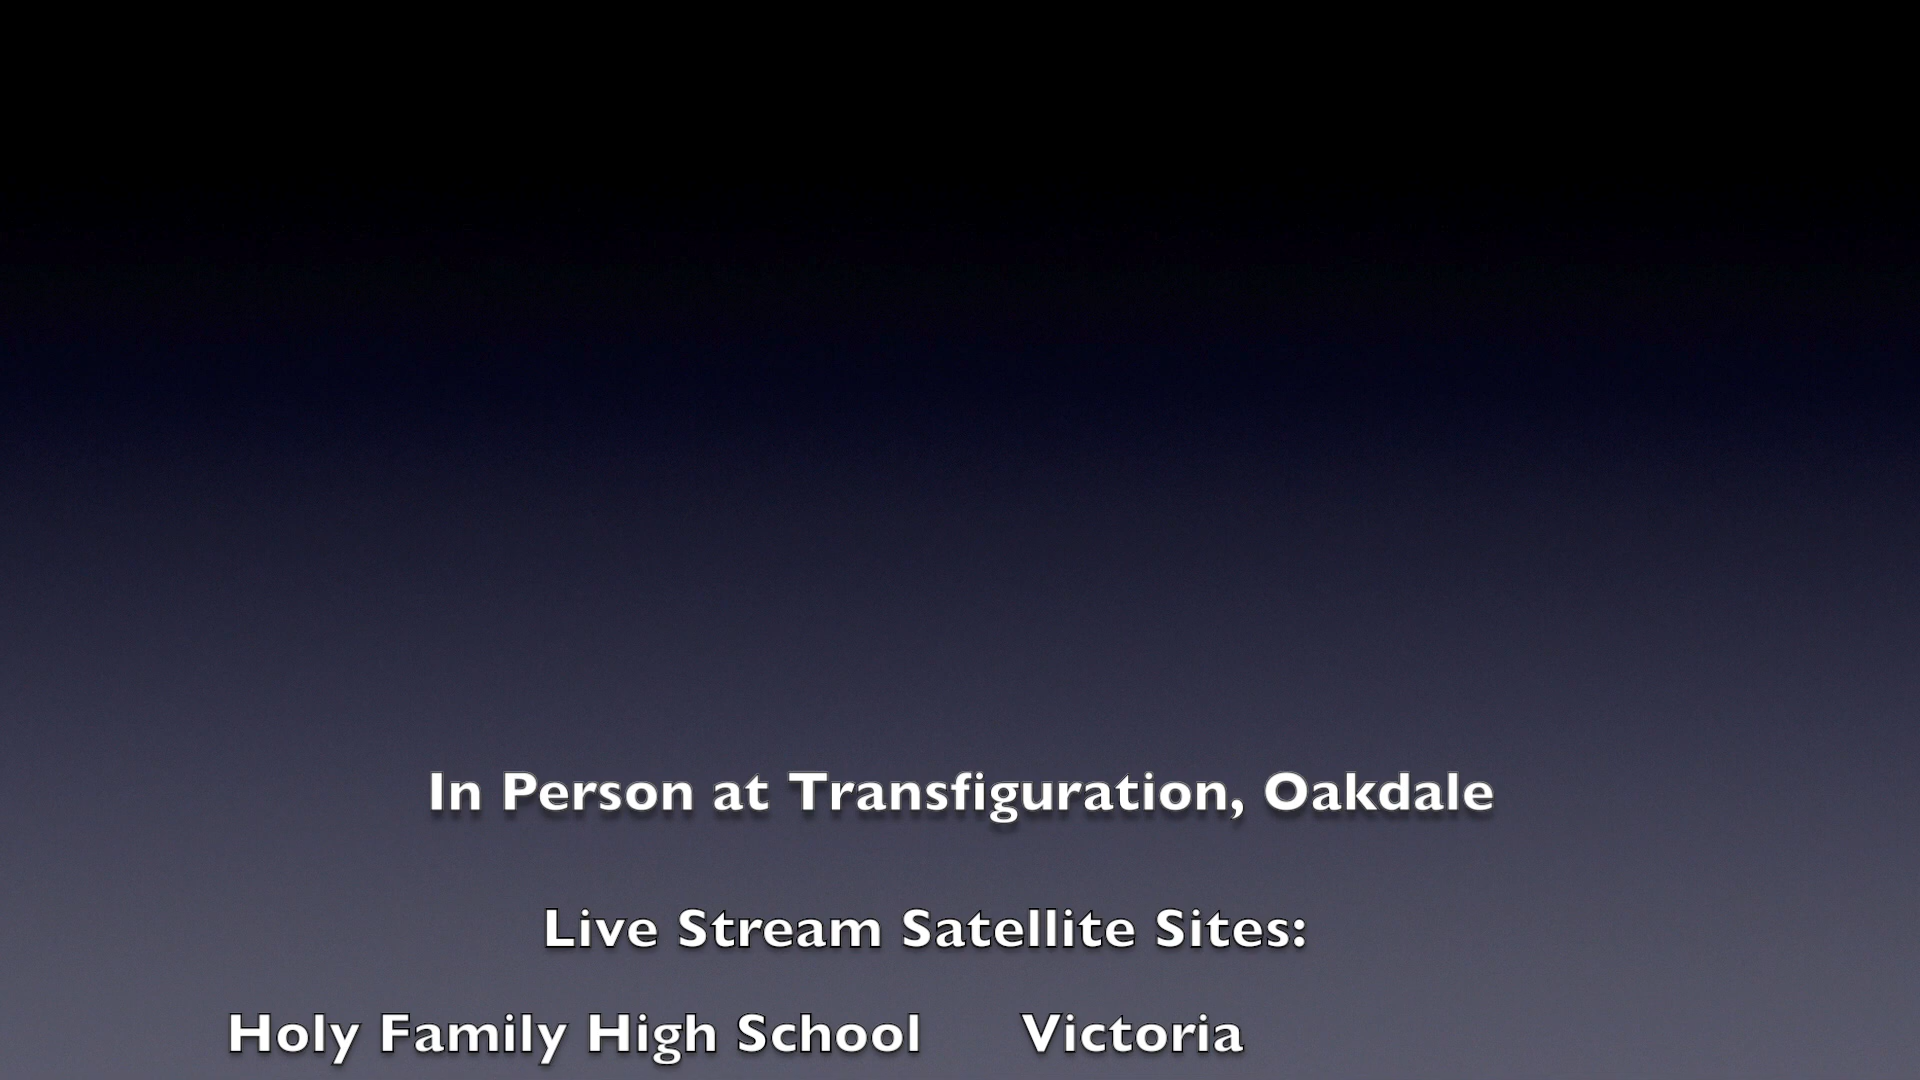 In Person at Transfiguration, Oakdale
Live Stream Satellite Sites:
Holy Family High School Victoria